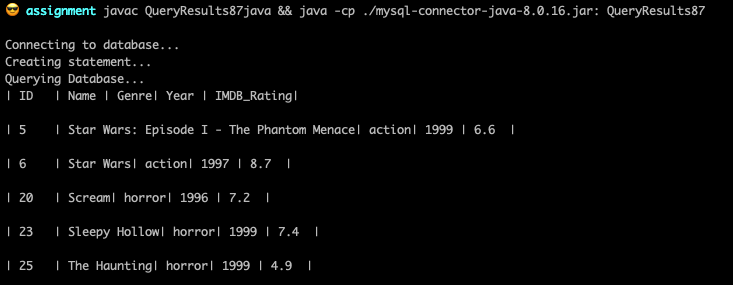 assignment javac QueryResults87java && java -cp ./mysql-connector-java-8.0.16.jar: QueryResults87
Connecting to database...
Creating statement...
Querying Database...
| ID | Name | Genre| Year | IMDB_Rating|
| 5 | Star Wars: Episode I - The Phantom Menace| action| 1999 | 6.6 |
| 6 | Star Wars| action| 1997 | 8.7 |
| 20 | Scream| horror| 1996 | 7.2 |
| 23 | Sleepy Hollow| horror| 1999 | 7.4 |
| 25 | The Haunting| horror| 1999 | 4.9 |